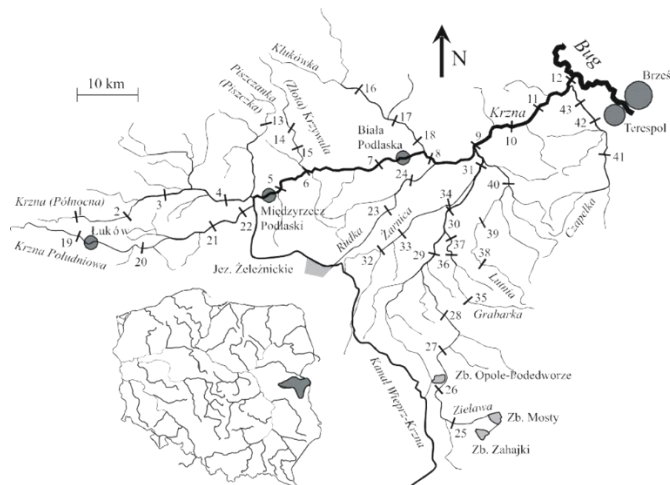 Klukówka
N
Bug
10 km
Piszczanka
(Piszczka)
(Złota) Krzywula
16
12
Brześ
13
17
11
43
Krzna
14
Biała
Podlaska
18
42
Terespol
15
9
10
7
8
41
5
6
31
Krzna (Północna)
3
4
24
40
1
2
Międzyrzecz
Podlaski
34
23
Rudka
Żarnica
30
Czapelka
19
Łuków
22
39
21
33
37
Krzna Południowa
20
Jez. Żeleźnickie
32
29
36
38
Lutnia
35
Grabarka
28
Kanał Wieprz-Krzna
27
Zb. Opole-Podedworze
26
Zielawa
Zb. Mosty
25
Zb. Zahajki